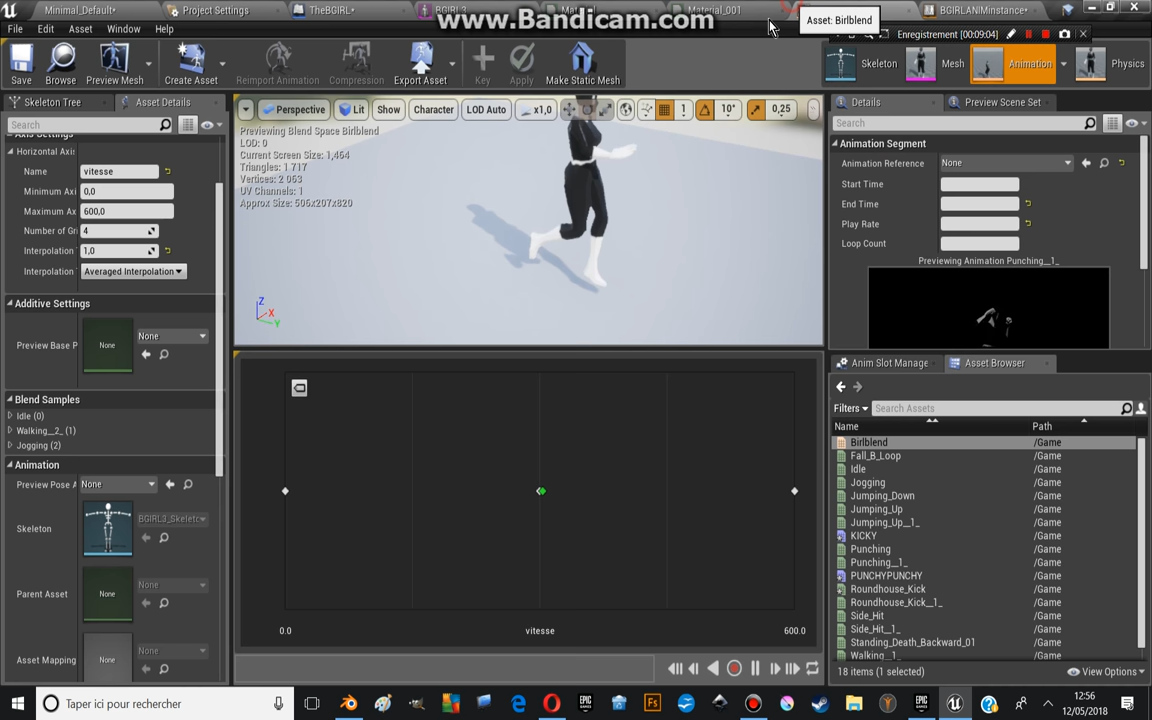 Minimal_Default*
Project Settings
TheBGIRL*
BGIRL3
Material_001
BGIRLANIMinstance*
www.Bandicam.com
Asset: Birlblend
File Edit Asset Window Help
Enregistrement [00:09:04]
Save
Browse
Preview Mesh
Create Asset
Reimport Animation
Compression
Export Asset
Key
Apply
Make Static Mesh
Skeleton
Mesh
Animation
Physics
Skeleton Tree
Asset Details
Search
Horizontal Axis
Name vitesse
Minimum Axi 0,0
Maximum Ax 600,0
Number of Gr 4
Interpolation 1,0
Interpolation Averaged Interpolation
Additive Settings
Preview Base P None None
Blend Samples
Idle (0)
Walking__2_ (1)
Jogging (2)
Animation
Preview Pose A None
Skeleton BGIRL3_Skeletc
Parent Asset None None
Asset Mapping None None
Perspective Lit Show Character LOD Auto x1,0 1 10° 0,25
Previewing Blend Space Birlblend
LOD: 0
Current Screen Size: 1,464
Triangles: 1 717
Vertices: 2 063
UV Channels: 1
Approx Size: 506x207x820
Z
X
Y
0.0 vitesse 600.0
Details
Preview Scene Set
Search
Animation Segment
Animation Reference None
Start Time
End Time
Play Rate
Loop Count
Previewing Animation Punching__1_
Anim Slot Manage
Asset Browser
Filters Search Assets
Name Path
Birlblend /Game
Fall_B_Loop /Game
Idle /Game
Jogging /Game
Jumping_Down /Game
Jumping_Up /Game
Jumping_Up__1_ /Game
KICKY /Game
Punching /Game
Punching__1_ /Game
PUNCHYPUNCHY /Game
Roundhouse_Kick /Game
Roundhouse_Kick__1_ /Game
Side_Hit /Game
Side_Hit__1_ /Game
Standing_Death_Backward_01 /Game
Walking__1_ /Game
18 items (1 selected)
View Options
Taper ici pour rechercher
12:56
12/05/2018